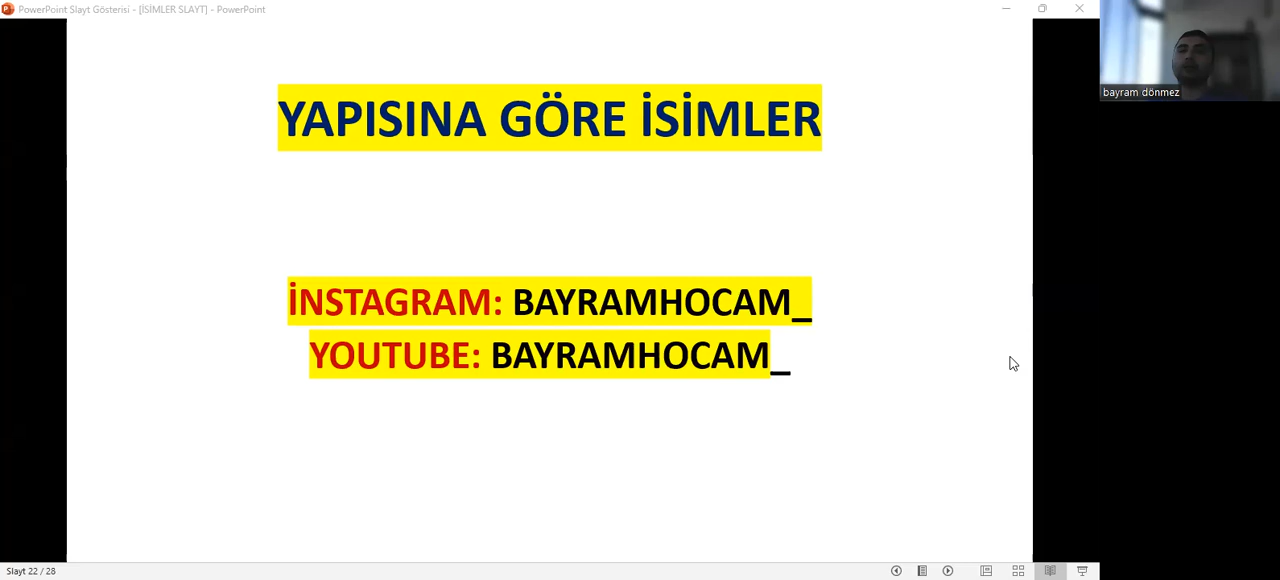 PowerPoint Slayt Gösterisi - [İSİMLER SLAYT] - PowerPoint
bayram dönmez
YAPISINA GÖRE İSİMLER
İNSTAGRAM: BAYRAMHOCAM_
YOUTUBE: BAYRAMHOCAM_
Slayt 22 / 28